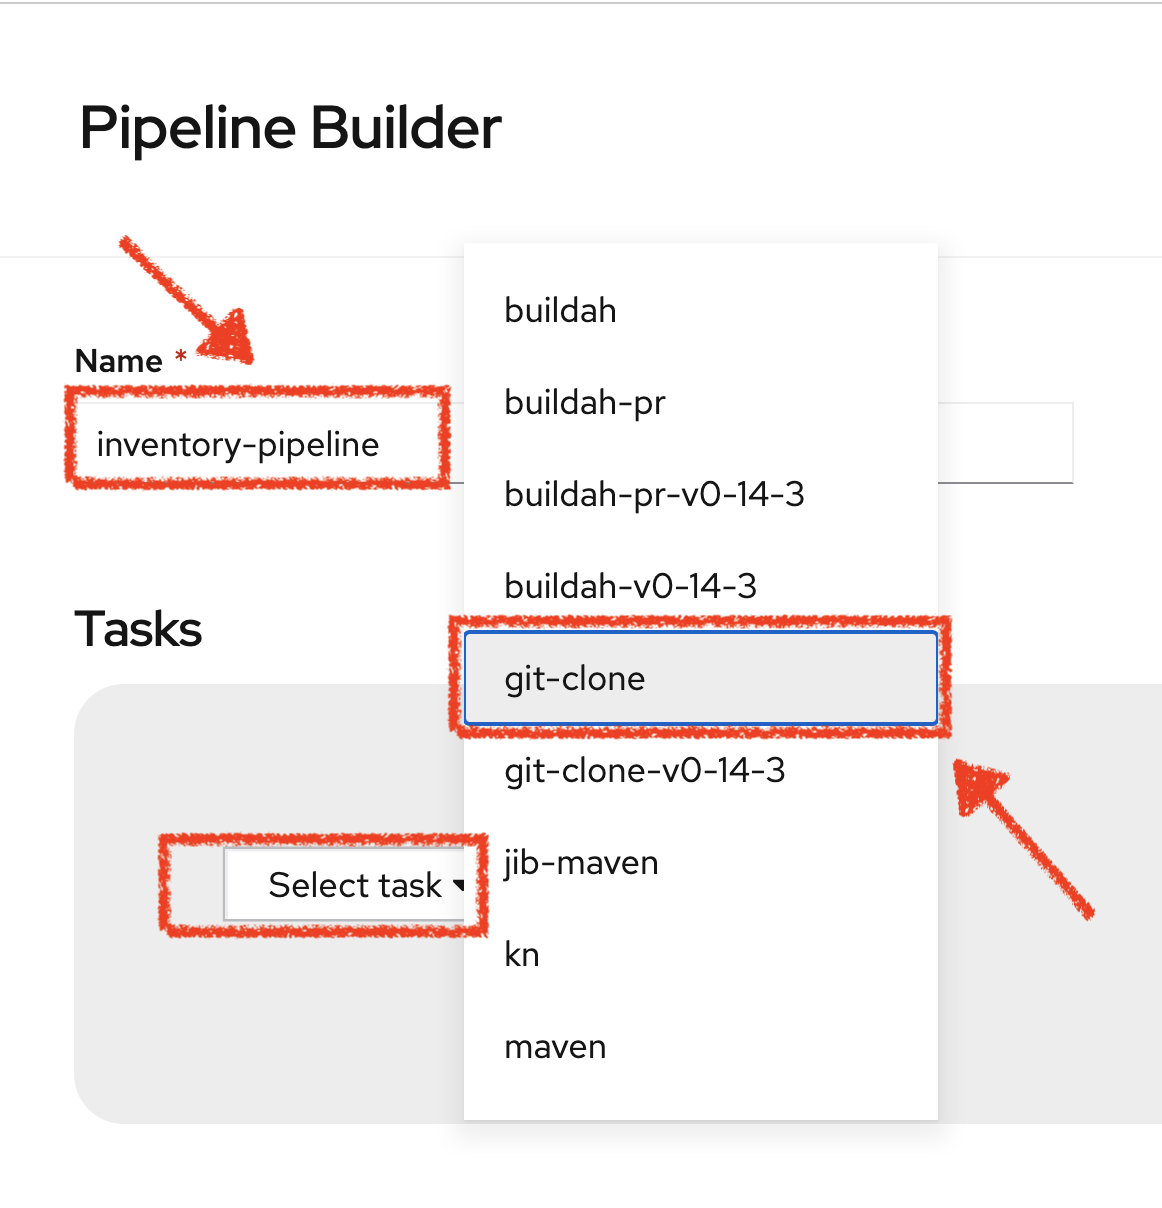 Pipeline Builder
Name *
inventory-pipeline
Tasks
Select task
buildah
buildah-pr
buildah-pr-v0-14-3
buildah-v0-14-3
git-clone
git-clone-v0-14-3
jib-maven
kn
maven